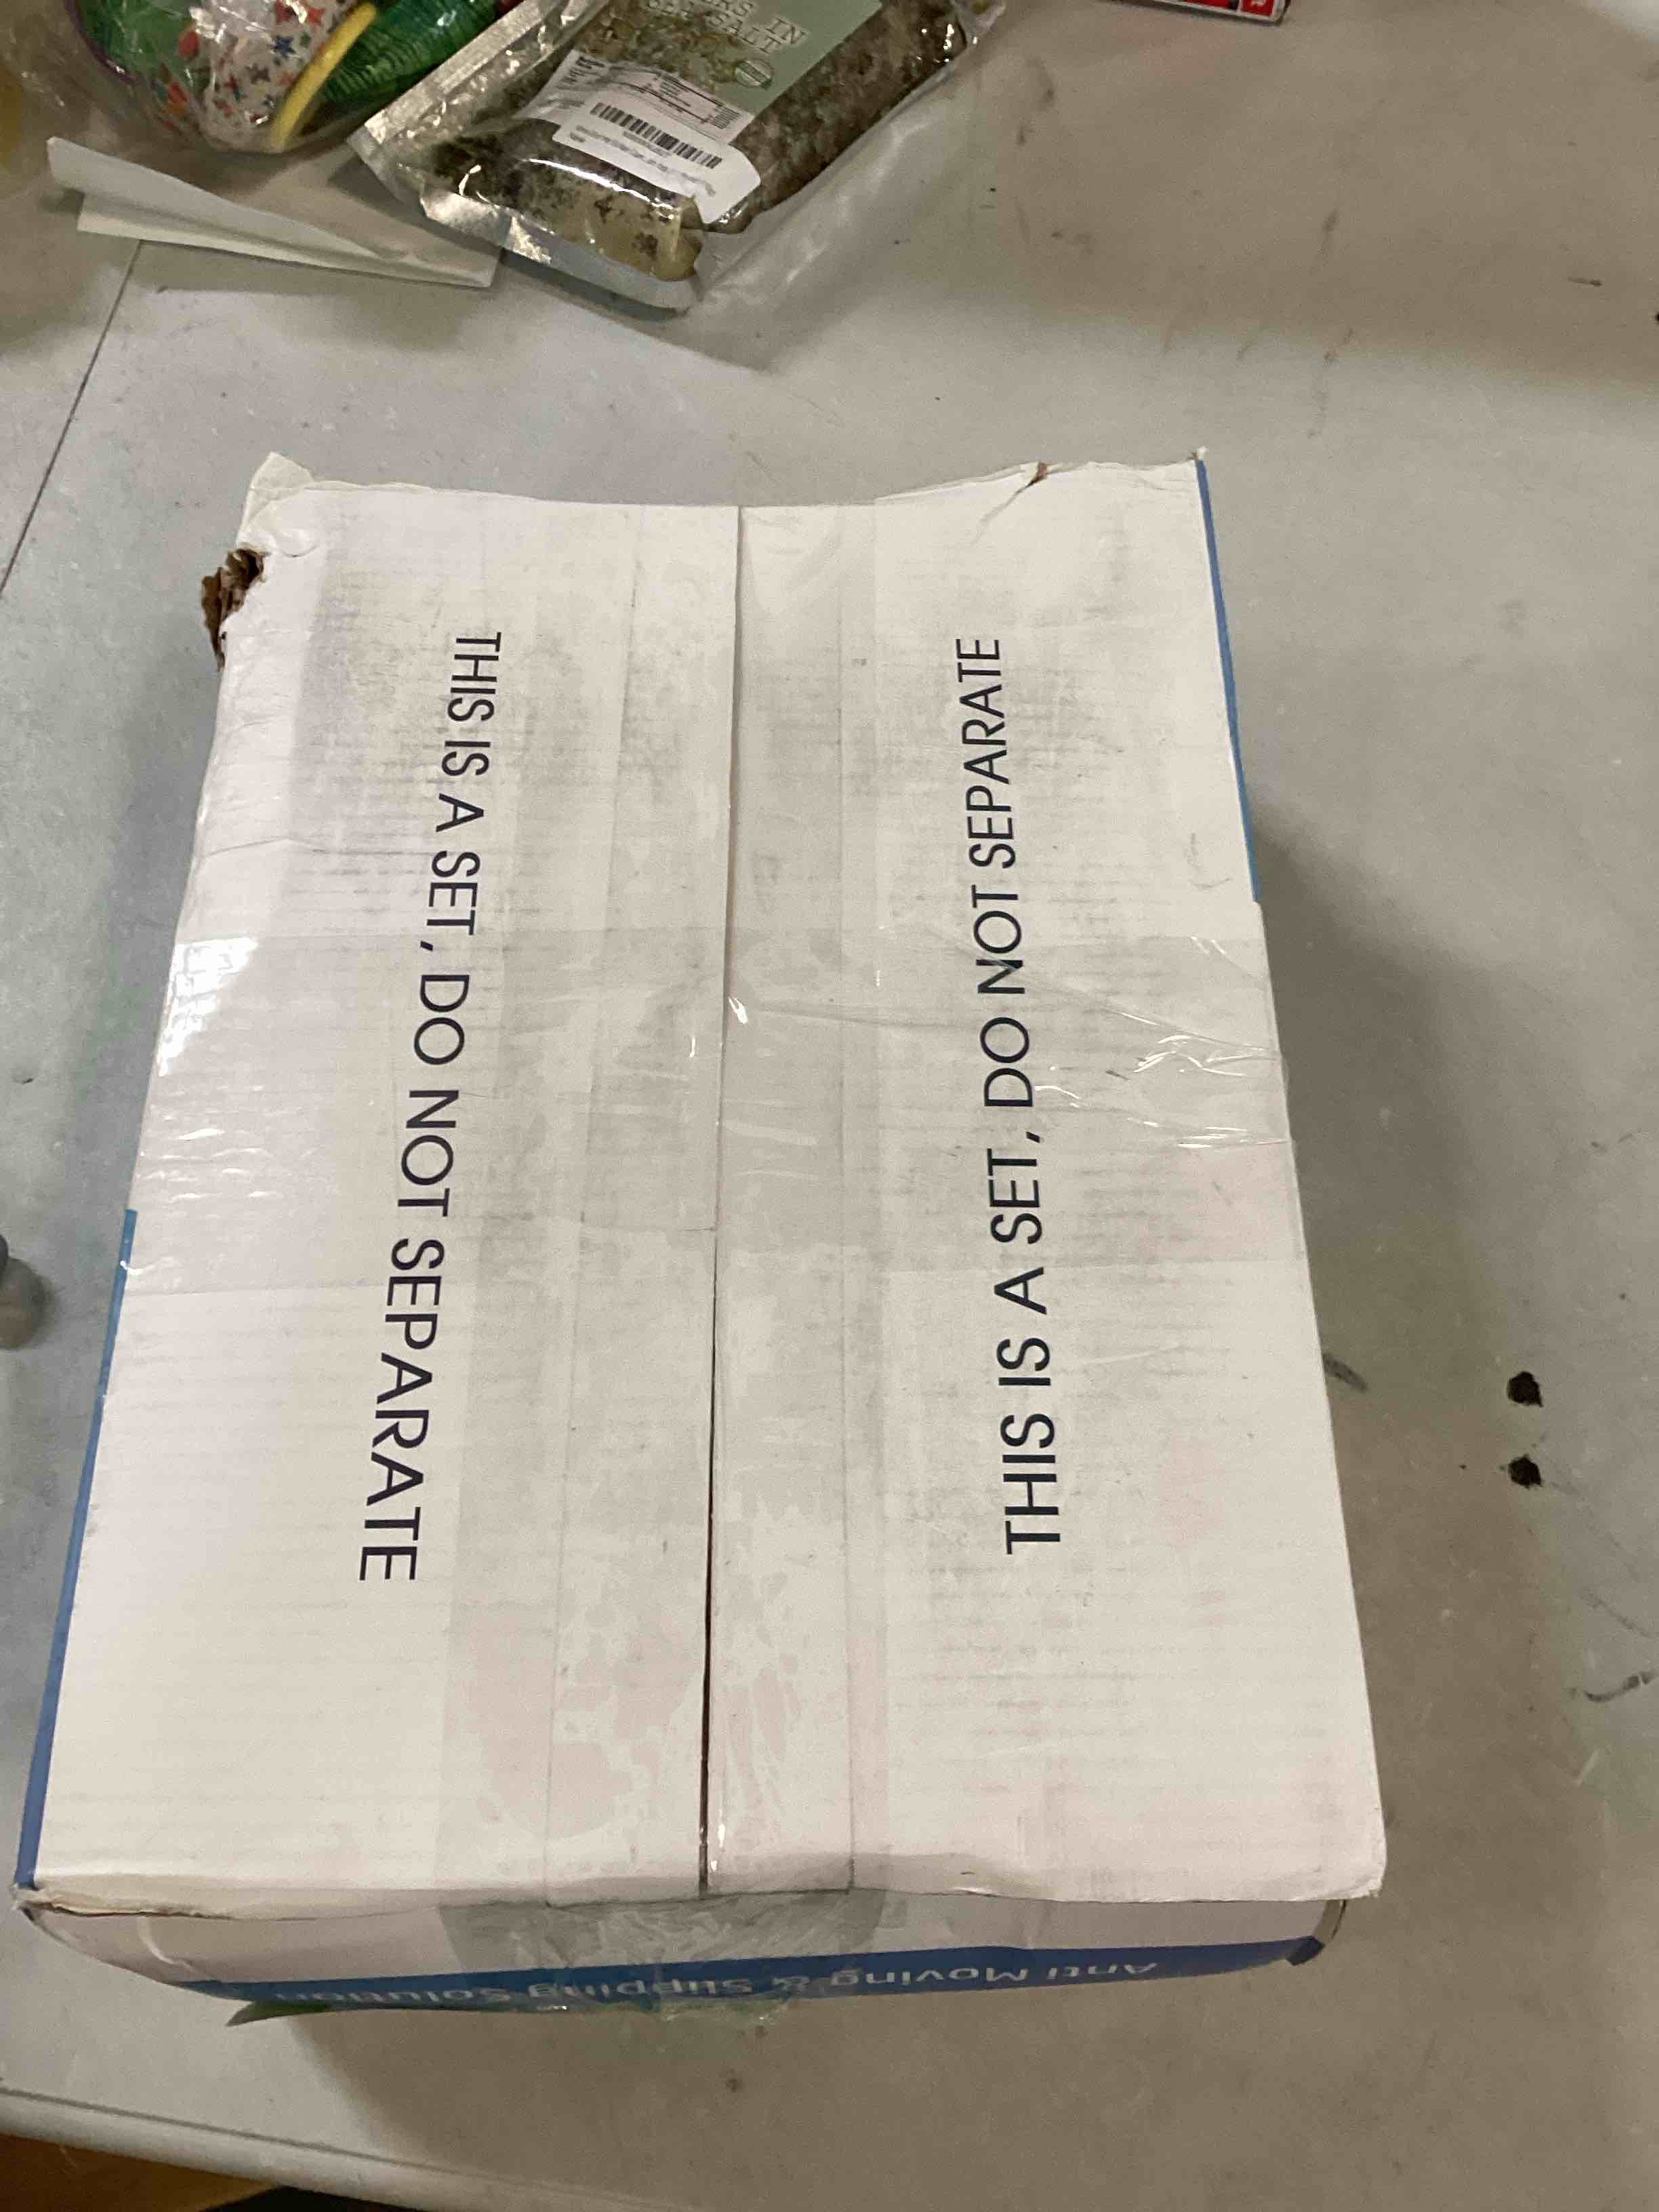 THIS IS A SET, DO NOT SEPARATE
THIS IS A SET, DO NOT SEPARATE
Anti Moving & Slipping Solution